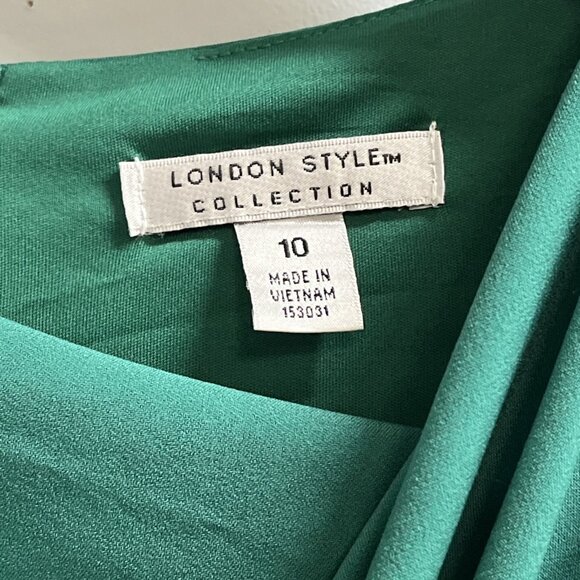 LONDON STYLE™
COLLECTION
10
MADE IN
VIETNAM
153031